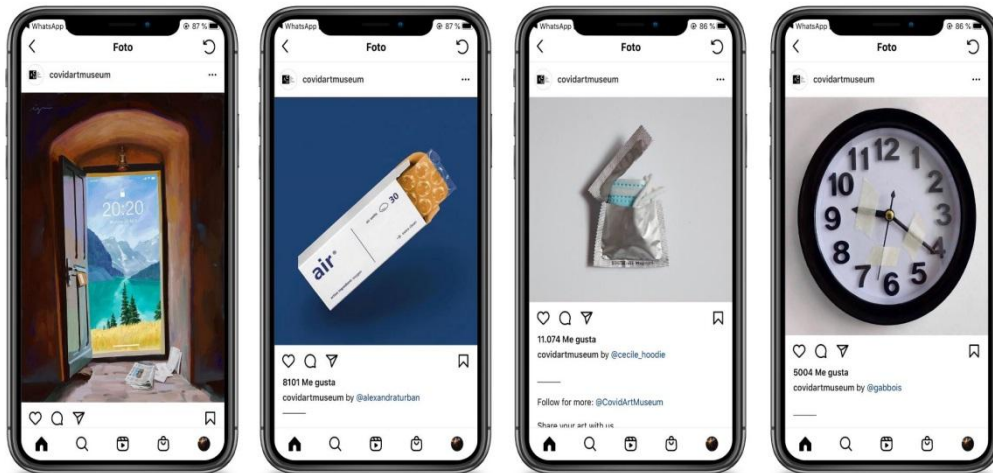 WhatsApp 87 %
Foto
covidartmuseum
20:20
WhatsApp 87 %
Foto
covidartmuseum
air
30
8101 Me gusta
covidartmuseum by @alexandraturban
WhatsApp 86 %
Foto
covidartmuseum
11.074 Me gusta
covidartmuseum by @cecile_hoodie
Follow for more: @CovidArtMuseum
Share your art with us
WhatsApp 86 %
Foto
covidartmuseum
12
11 1
10 2
9 3
8 4
7 5
6
5004 Me gusta
covidartmuseum by @gabbois